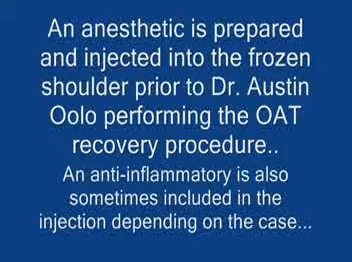 An anesthetic is prepared
and injected into the frozen
shoulder prior to Dr. Austin
Oolo performing the OAT
recovery procedure..
An anti-inflammatory is also
sometimes included in the
injection depending on the case...